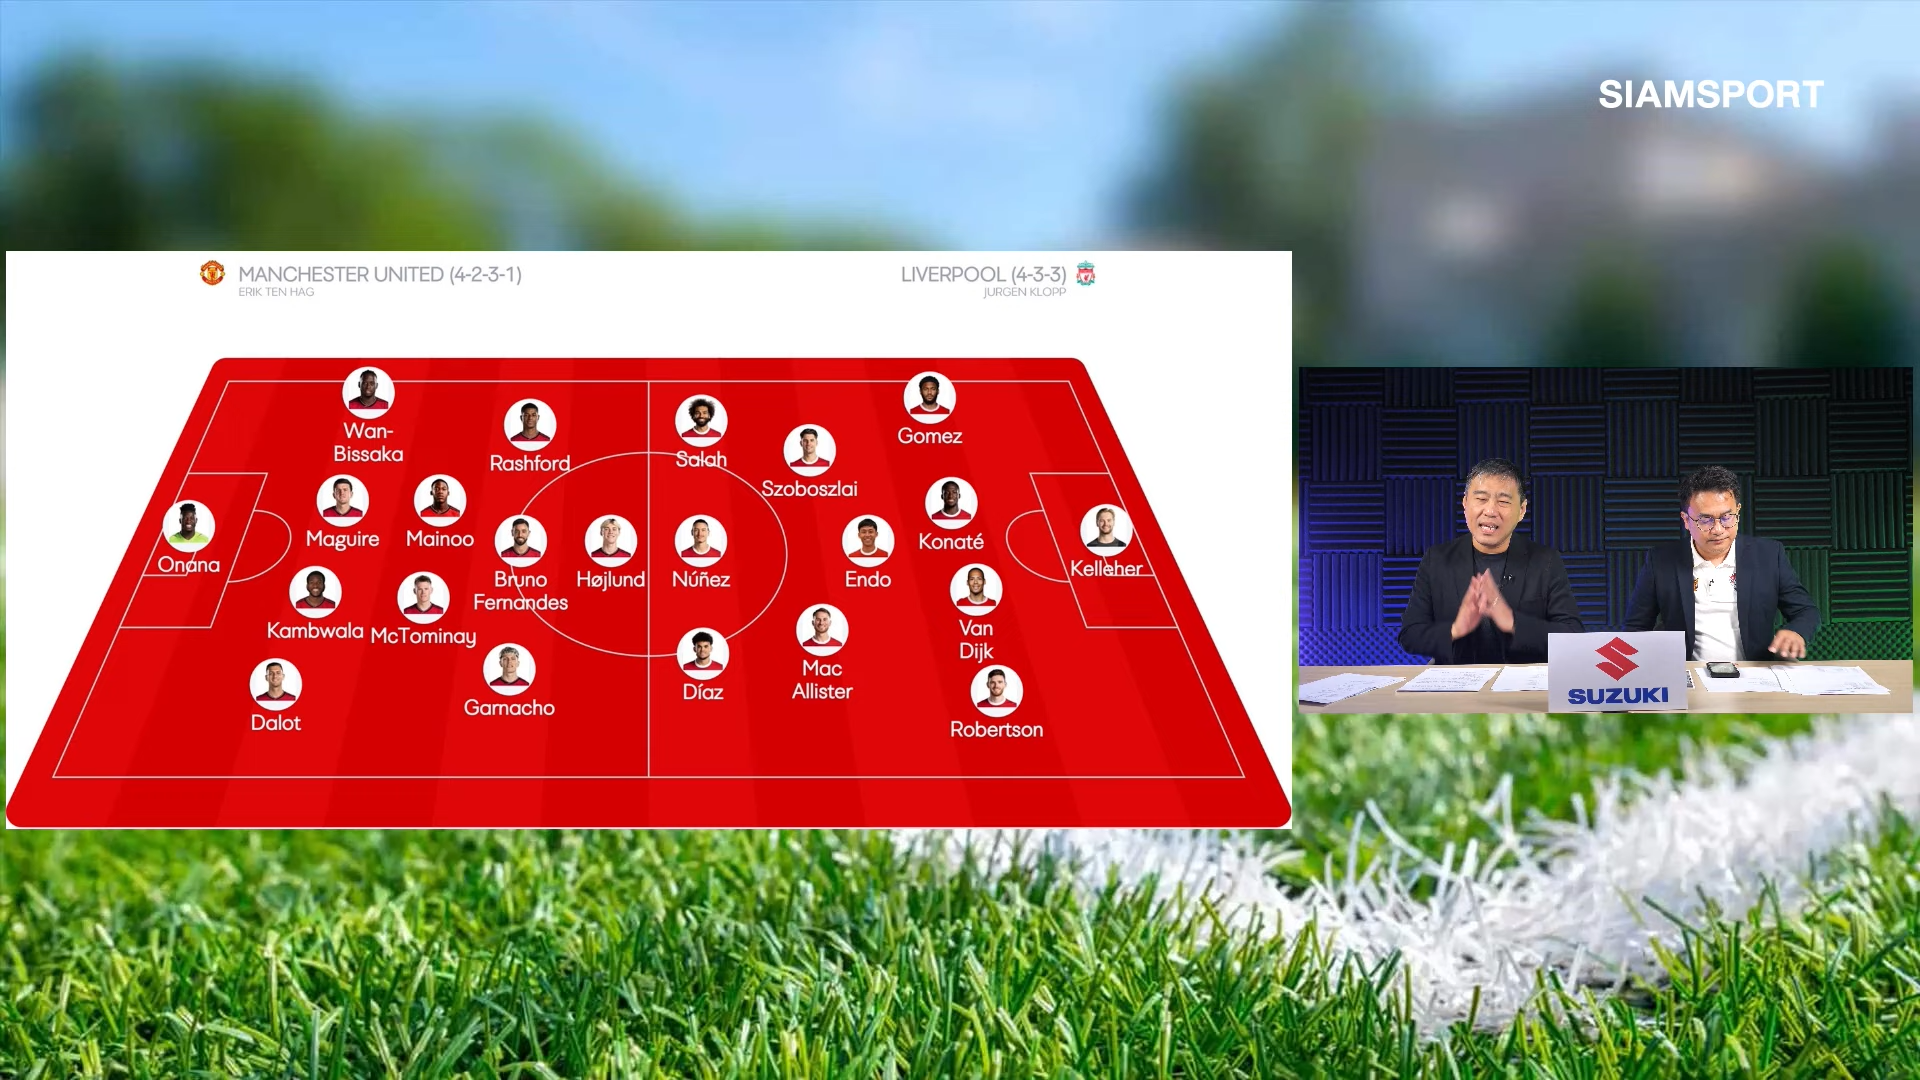 SIAMSPORT
MANCHESTER UNITED (4-2-3-1)
ERIK TEN HAG
LIVERPOOL (4-3-3)
JURGEN KLOPP
Wan-
Bissaka
Rashford
Salah
Szoboszlai
Gomez
Onana
Maguire
Mainoo
Bruno
Fernandes
Højlund
Núñez
Endo
Konaté
Kelleher
Kambwala
McTominay
Van
Dijk
Dalot
Garnacho
Díaz
Mac
Allister
Robertson
SUZUKI